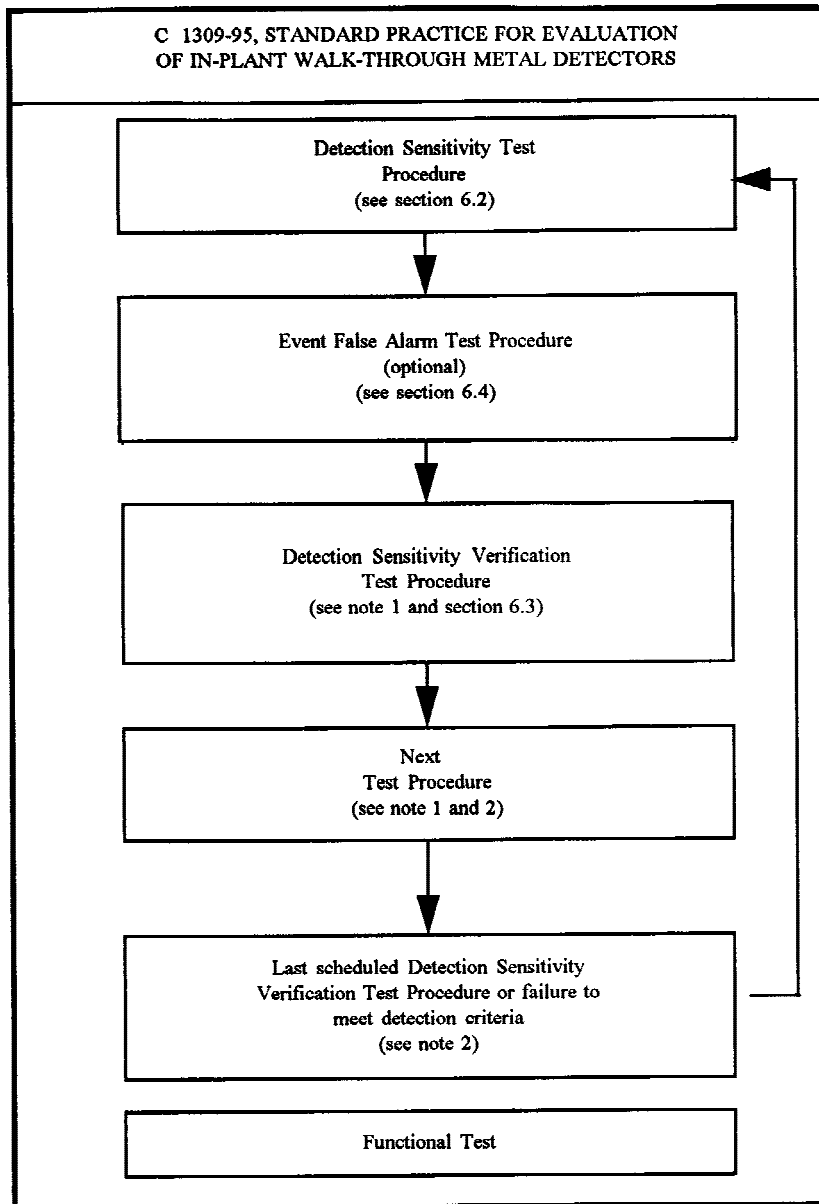 C 1309-95, STANDARD PRACTICE FOR EVALUATION
OF IN-PLANT WALK-THROUGH METAL DETECTORS
Detection Sensitivity Test
Procedure
(see section 6.2)
Event False Alarm Test Procedure
(optional)
(see section 6.4)
Detection Sensitivity Verification
Test Procedure
(see note 1 and section 6.3)
Next
Test Procedure
(see note 1 and 2)
Last scheduled Detection Sensitivity
Verification Test Procedure or failure to
meet detection criteria
(see note 2)
Functional Test